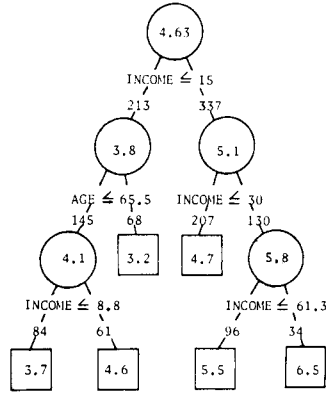 4.63
INCOME ≤ 15
213 337
3.8 5.1
AGE ≤ 65.5 INCOME ≤ 30
145 68 207 130
4.1 3.2 4.7 5.8
INCOME ≤ 8.8 INCOME ≤ 61.3
84 61 96 34
3.7 4.6 5.5 6.5